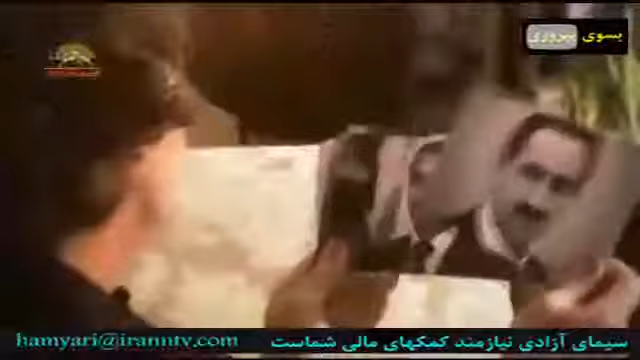 بسوی پیروزی
سیمای آزادی نیازمند کمکهای مالی شماست
hamyari@iranntv.com